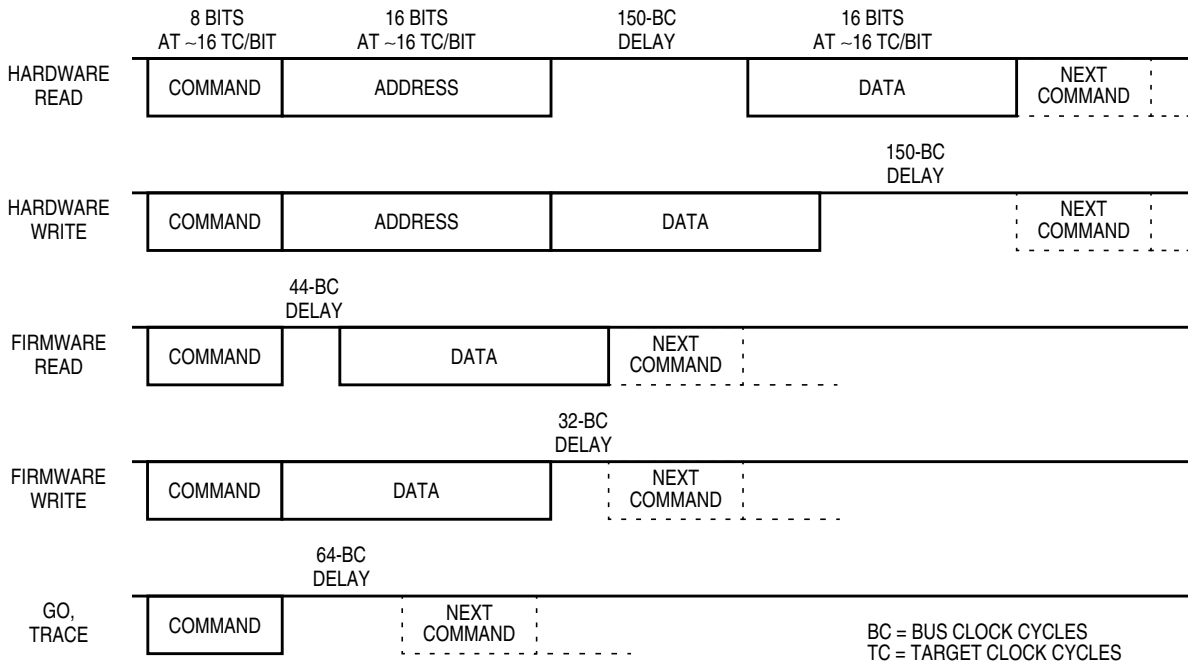 8 BITS
AT ~16 TC/BIT
16 BITS
AT ~16 TC/BIT
150-BC
DELAY
16 BITS
AT ~16 TC/BIT
HARDWARE
READ
COMMAND
ADDRESS
DATA
NEXT
COMMAND
150-BC
DELAY
HARDWARE
WRITE
COMMAND
ADDRESS
DATA
NEXT
COMMAND
44-BC
DELAY
FIRMWARE
READ
COMMAND
DATA
NEXT
COMMAND
32-BC
DELAY
FIRMWARE
WRITE
COMMAND
DATA
NEXT
COMMAND
64-BC
DELAY
GO,
TRACE
COMMAND
NEXT
COMMAND
BC = BUS CLOCK CYCLES
TC = TARGET CLOCK CYCLES